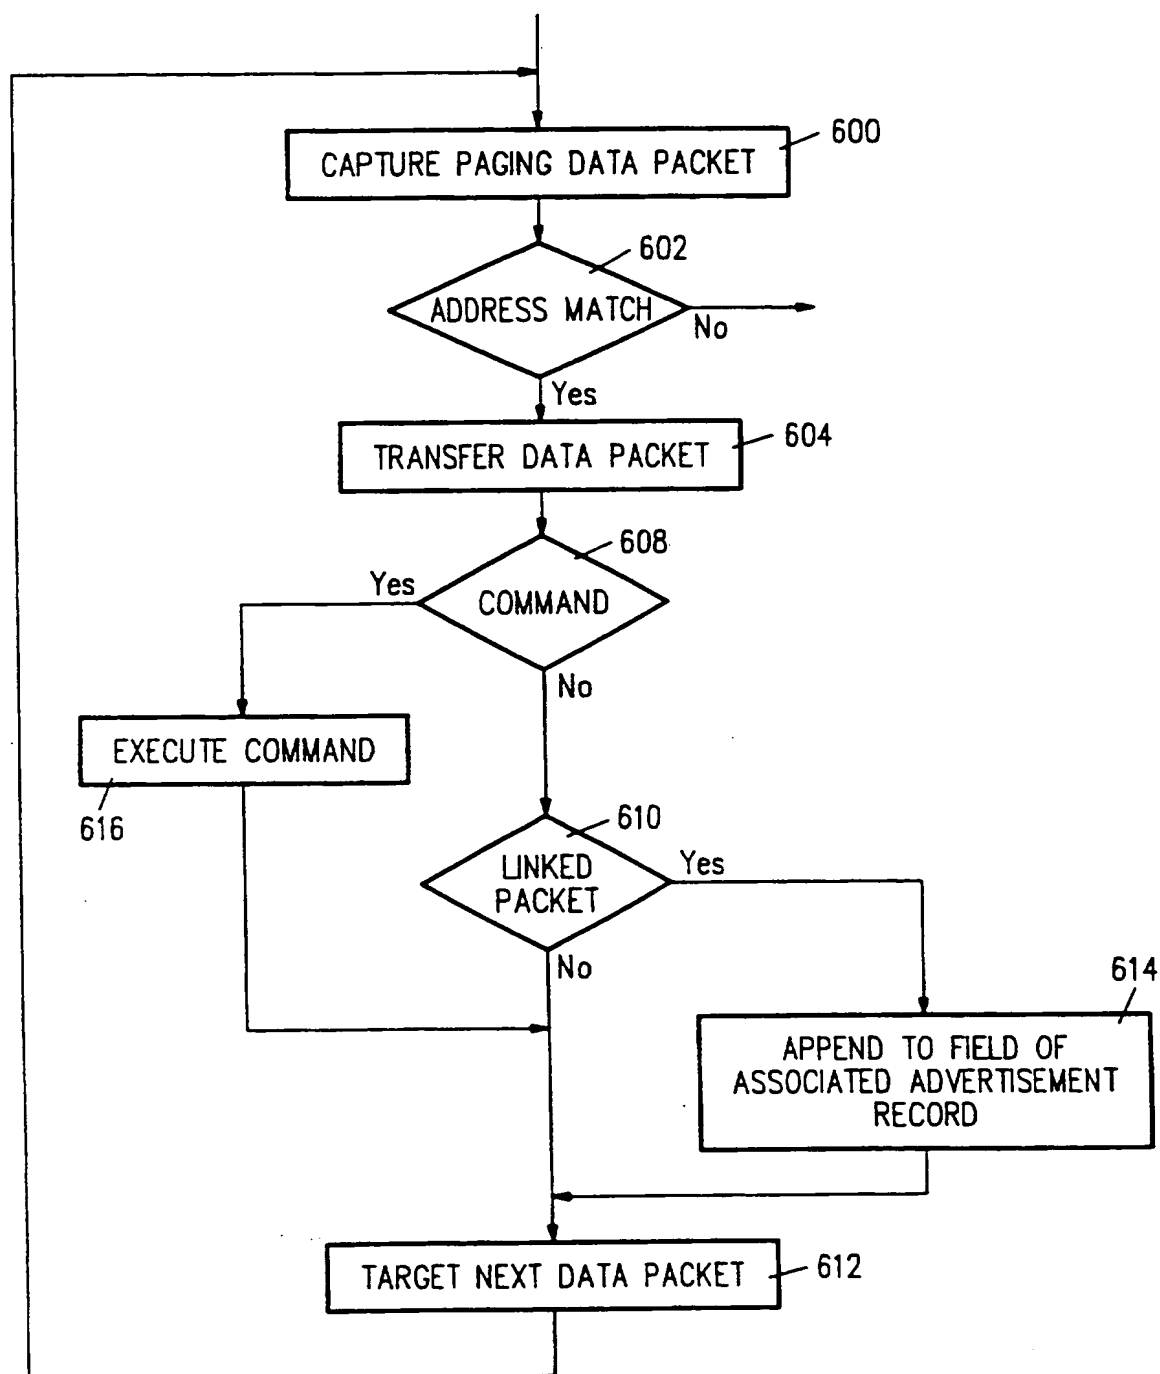 600
CAPTURE PAGING DATA PACKET
602
ADDRESS MATCH
No
Yes
604
TRANSFER DATA PACKET
608
Yes
COMMAND
No
EXECUTE COMMAND
616
610
LINKED
PACKET
Yes
No
614
APPEND TO FIELD OF
ASSOCIATED ADVERTISEMENT
RECORD
TARGET NEXT DATA PACKET
612